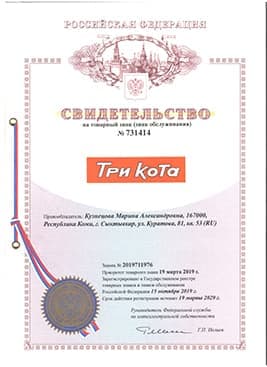 РОССИЙСКАЯ ФЕДЕРАЦИЯ
СВИДЕТЕЛЬСТВО
на товарный знак (знак обслуживания)
№ 731414
ТРИ КОТА
Правообладатель: Кузнецова Марина Александровна, 167000,
Республика Коми, г. Сыктывкар, ул. Куратова, 81, кв. 53 (RU)
Заявка № 2019711976
Приоритет товарного знака 19 марта 2019 г.
Зарегистрировано в Государственном реестре
товарных знаков и знаков обслуживания
Российской Федерации 15 октября 2019 г.
Срок действия регистрации истекает 19 марта 2029 г.
Руководитель Федеральной службы
по интеллектуальной собственности
Г.П. Ивлиев